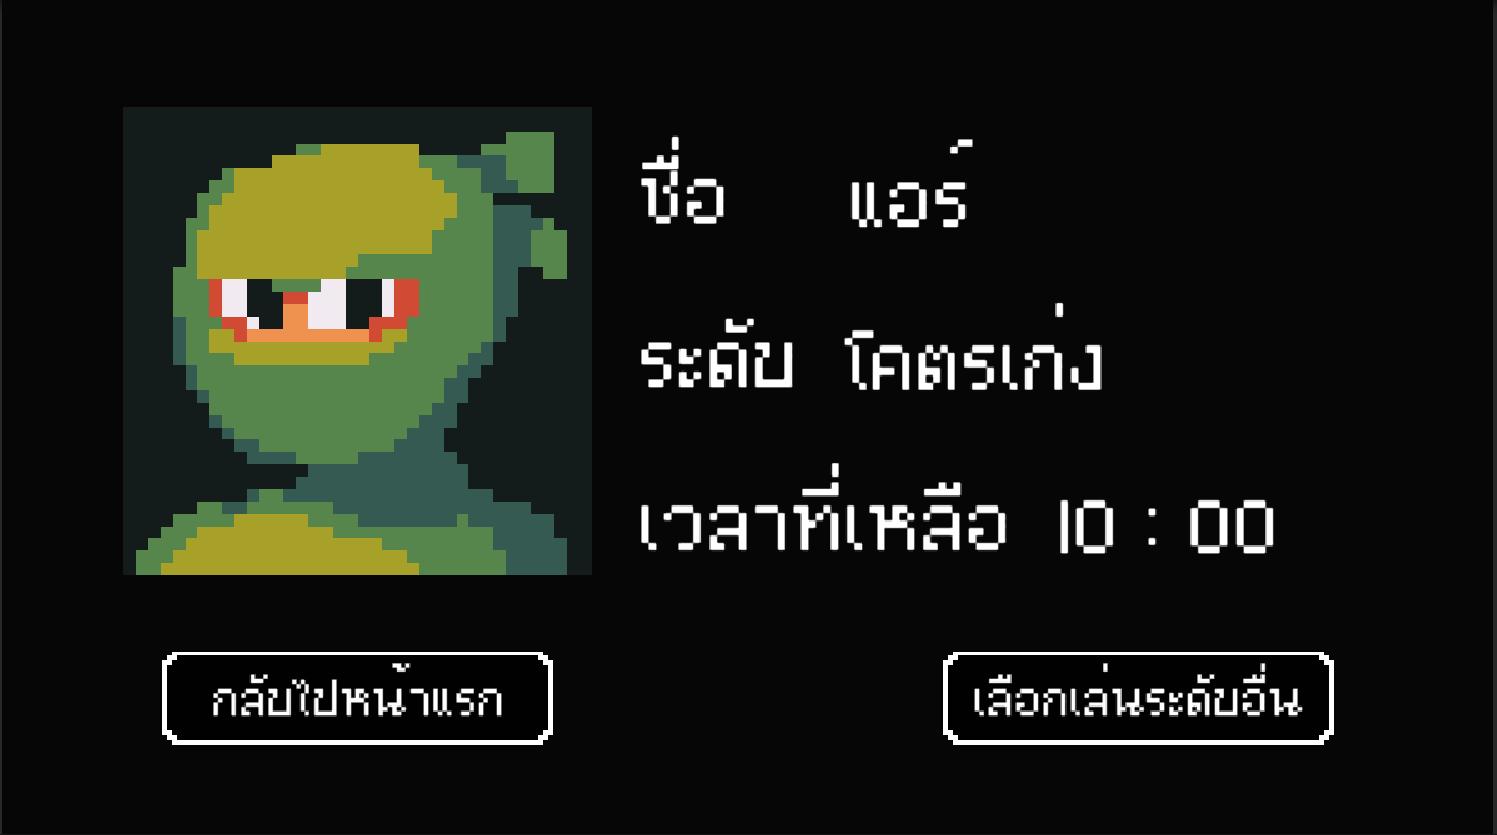 ชื่อ แอร์
ระดับ โคตรเก่ง
เวลาที่เหลือ 10 : 00
กลับไปหน้าแรก
เลือกเล่นระดับอื่น